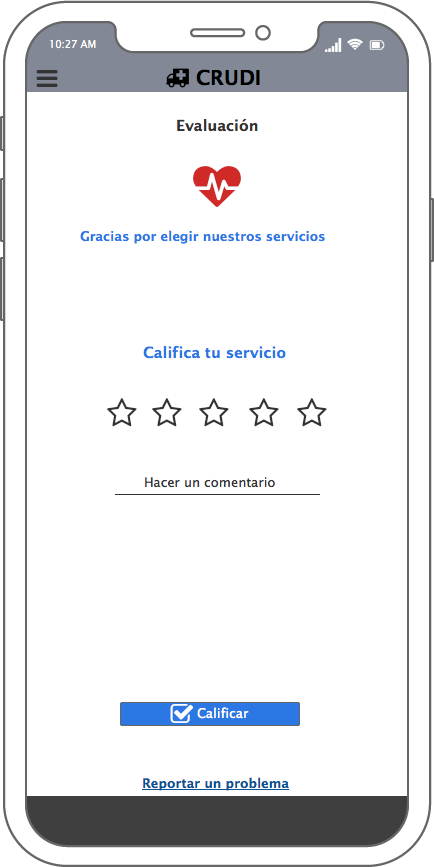 10:27 AM
CRUDI
Evaluación
Gracias por elegir nuestros servicios
Califica tu servicio
Hacer un comentario
Calificar
Reportar un problema